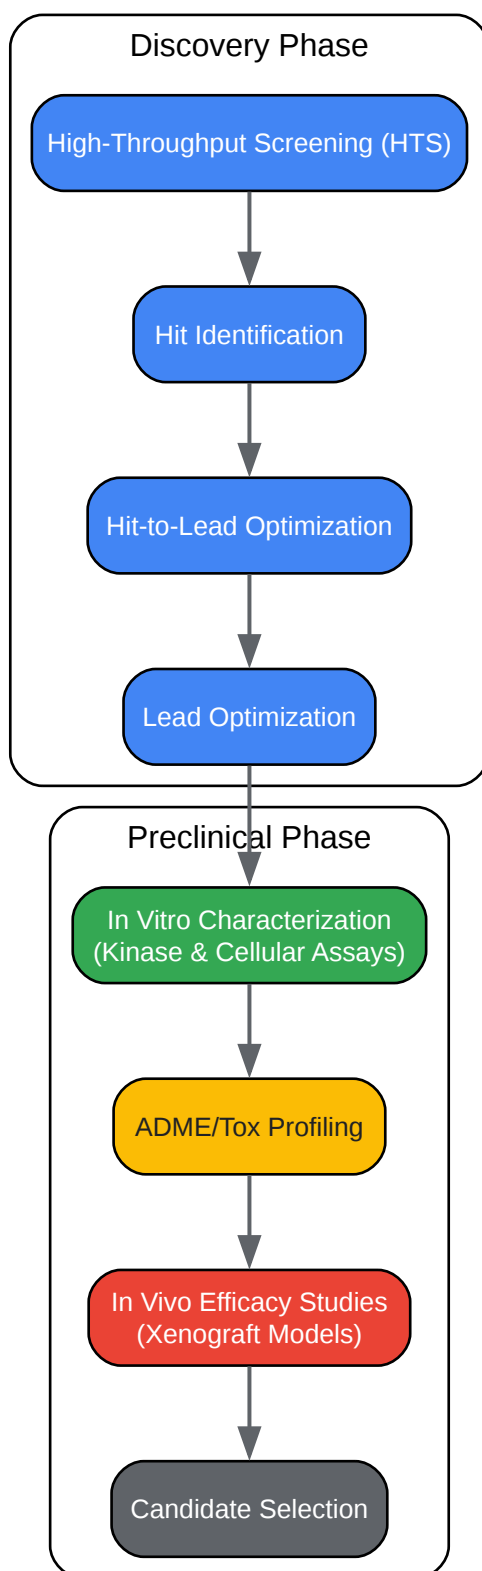 Discovery Phase
High-Throughput Screening (HTS)
Hit Identification
Hit-to-Lead Optimization
Lead Optimization
Preclinical Phase
In Vitro Characterization
(Kinase & Cellular Assays)
ADME/Tox Profiling
In Vivo Efficacy Studies
(Xenograft Models)
Candidate Selection